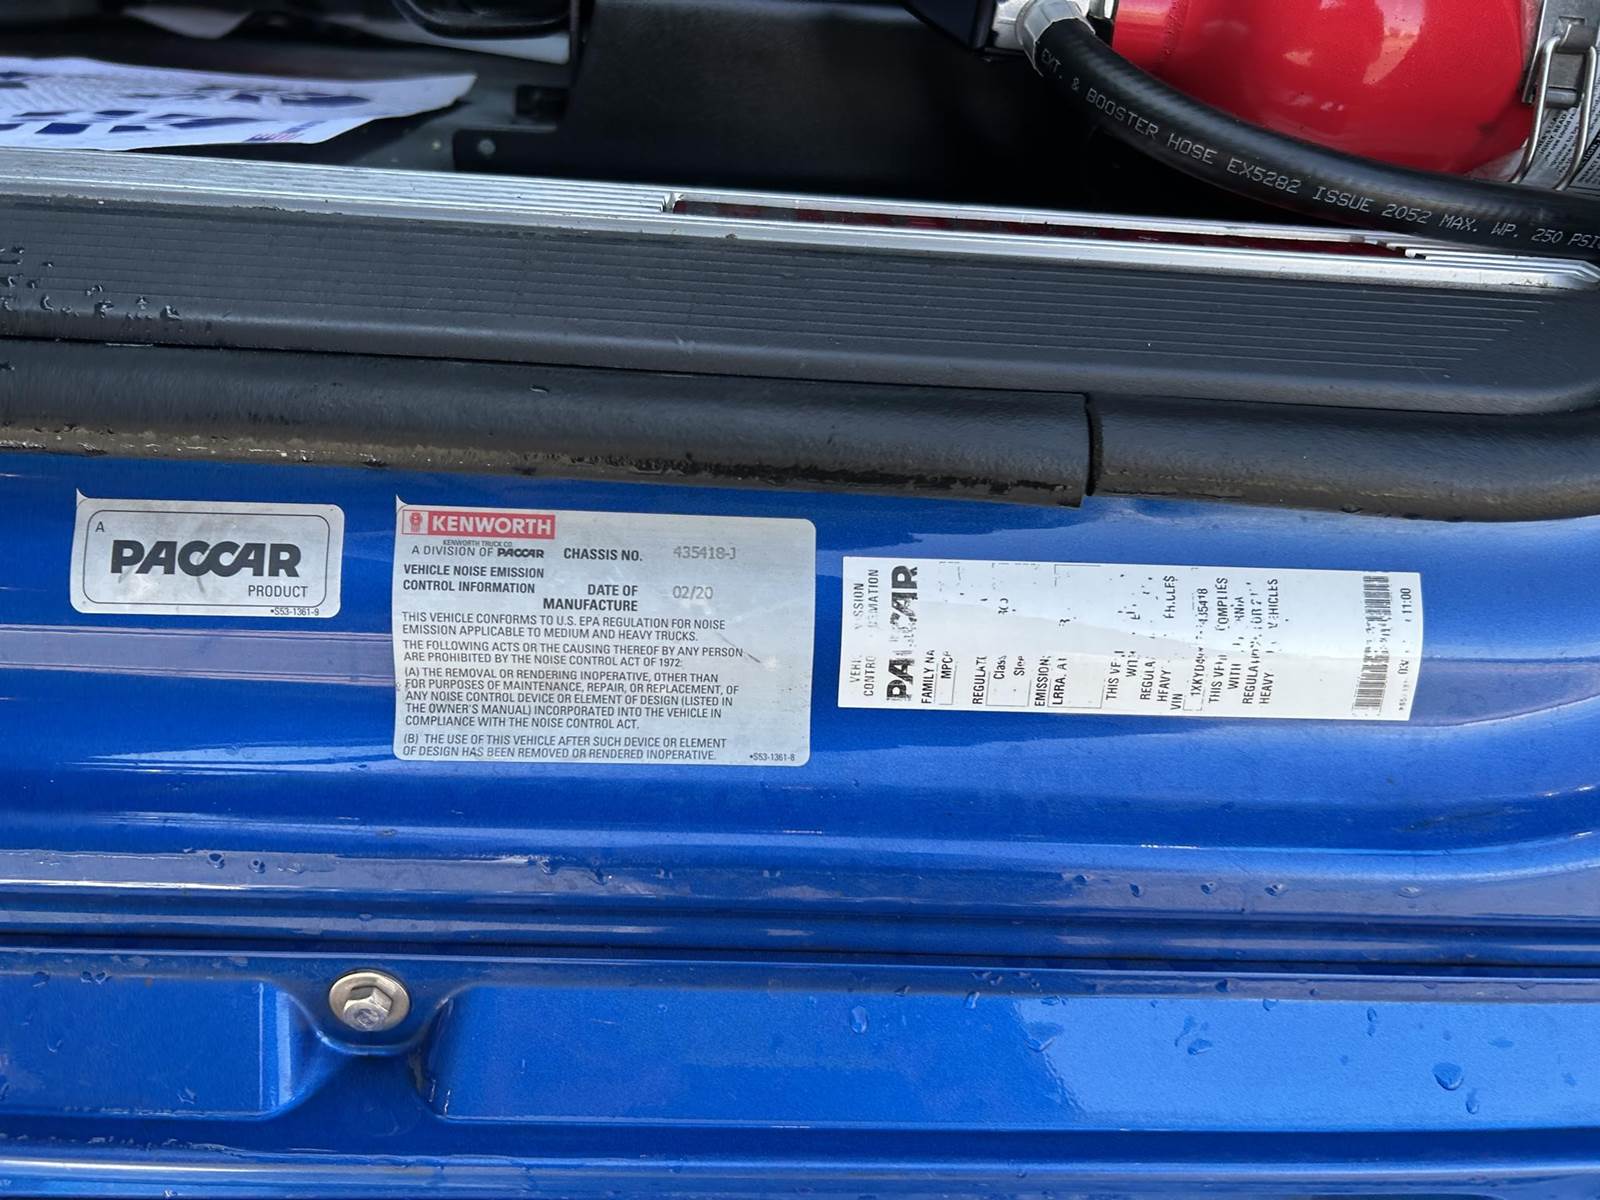 EXT. & BOOSTER HOSE EX5282 ISSUE 2052 MAX. WP. 250 PSI
A
PACCAR
PRODUCT
•S53-1361-9
KENWORTH
KENWORTH TRUCK CO.
A DIVISION OF PACCAR
CHASSIS NO. 435418-J
VEHICLE NOISE EMISSION
CONTROL INFORMATION
DATE OF
MANUFACTURE
02/20
THIS VEHICLE CONFORMS TO U.S. EPA REGULATION FOR NOISE
EMISSION APPLICABLE TO MEDIUM AND HEAVY TRUCKS.
THE FOLLOWING ACTS OR THE CAUSING THEREOF BY ANY PERSON
ARE PROHIBITED BY THE NOISE CONTROL ACT OF 1972:
(A) THE REMOVAL OR RENDERING INOPERATIVE, OTHER THAN
FOR PURPOSES OF MAINTENANCE, REPAIR, OR REPLACEMENT, OF
ANY NOISE CONTROL DEVICE OR ELEMENT OF DESIGN (LISTED IN
THE OWNER'S MANUAL) INCORPORATED INTO THE VEHICLE IN
COMPLIANCE WITH THE NOISE CONTROL ACT.
(B) THE USE OF THIS VEHICLE AFTER SUCH DEVICE OR ELEMENT
OF DESIGN HAS BEEN REMOVED OR RENDERED INOPERATIVE.
•S53-1361-8
PACCAR
FAMILY NA
MPCF
REGULAT
Class
EMISSION
LRRA, A
THIS VE
REGULA
HEAVY
VIN
435418
THIS VE COMPLIES
WITH
REGULA
HEAVY VEHICLES
11:00